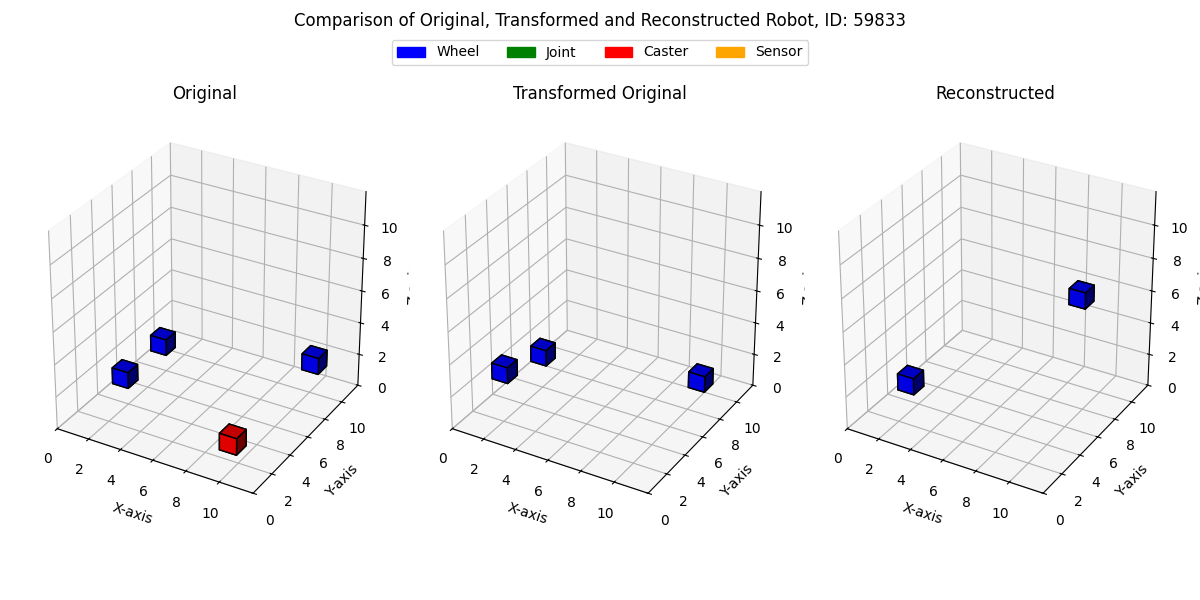 Comparison of Original, Transformed and Reconstructed Robot, ID: 59833
Wheel Joint Caster Sensor
Original
Transformed Original
Reconstructed
0 2 4 6 8 10
X-axis
0 2 4 6 8 10
Y-axis
0 2 4 6 8 10
0 2 4 6 8 10
X-axis
0 2 4 6 8 10
Y-axis
0 2 4 6 8 10
0 2 4 6 8 10
X-axis
0 2 4 6 8 10
Y-axis
0 2 4 6 8 10